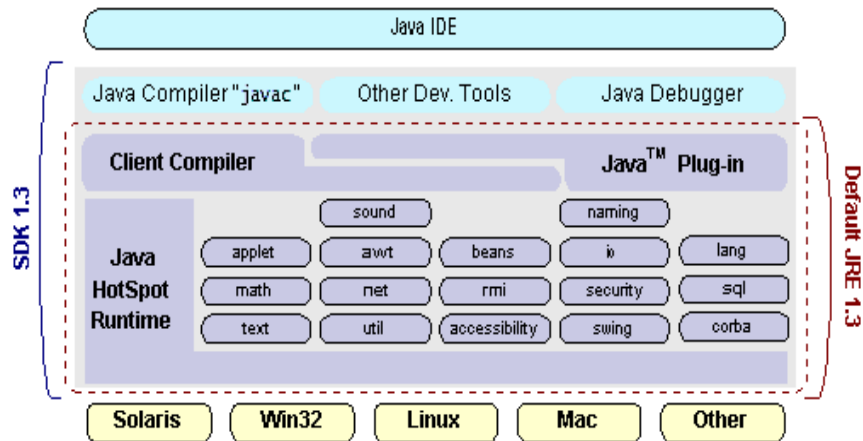 Java IDE
Java Compiler "javac"
Other Dev. Tools
Java Debugger
Client Compiler
Java™ Plug-in
SDK 1.3
Default JRE 1.3
Java
HotSpot
Runtime
sound
naming
applet
awt
beans
io
lang
math
net
rmi
security
sql
text
util
accessibility
swing
corba
Solaris
Win32
Linux
Mac
Other